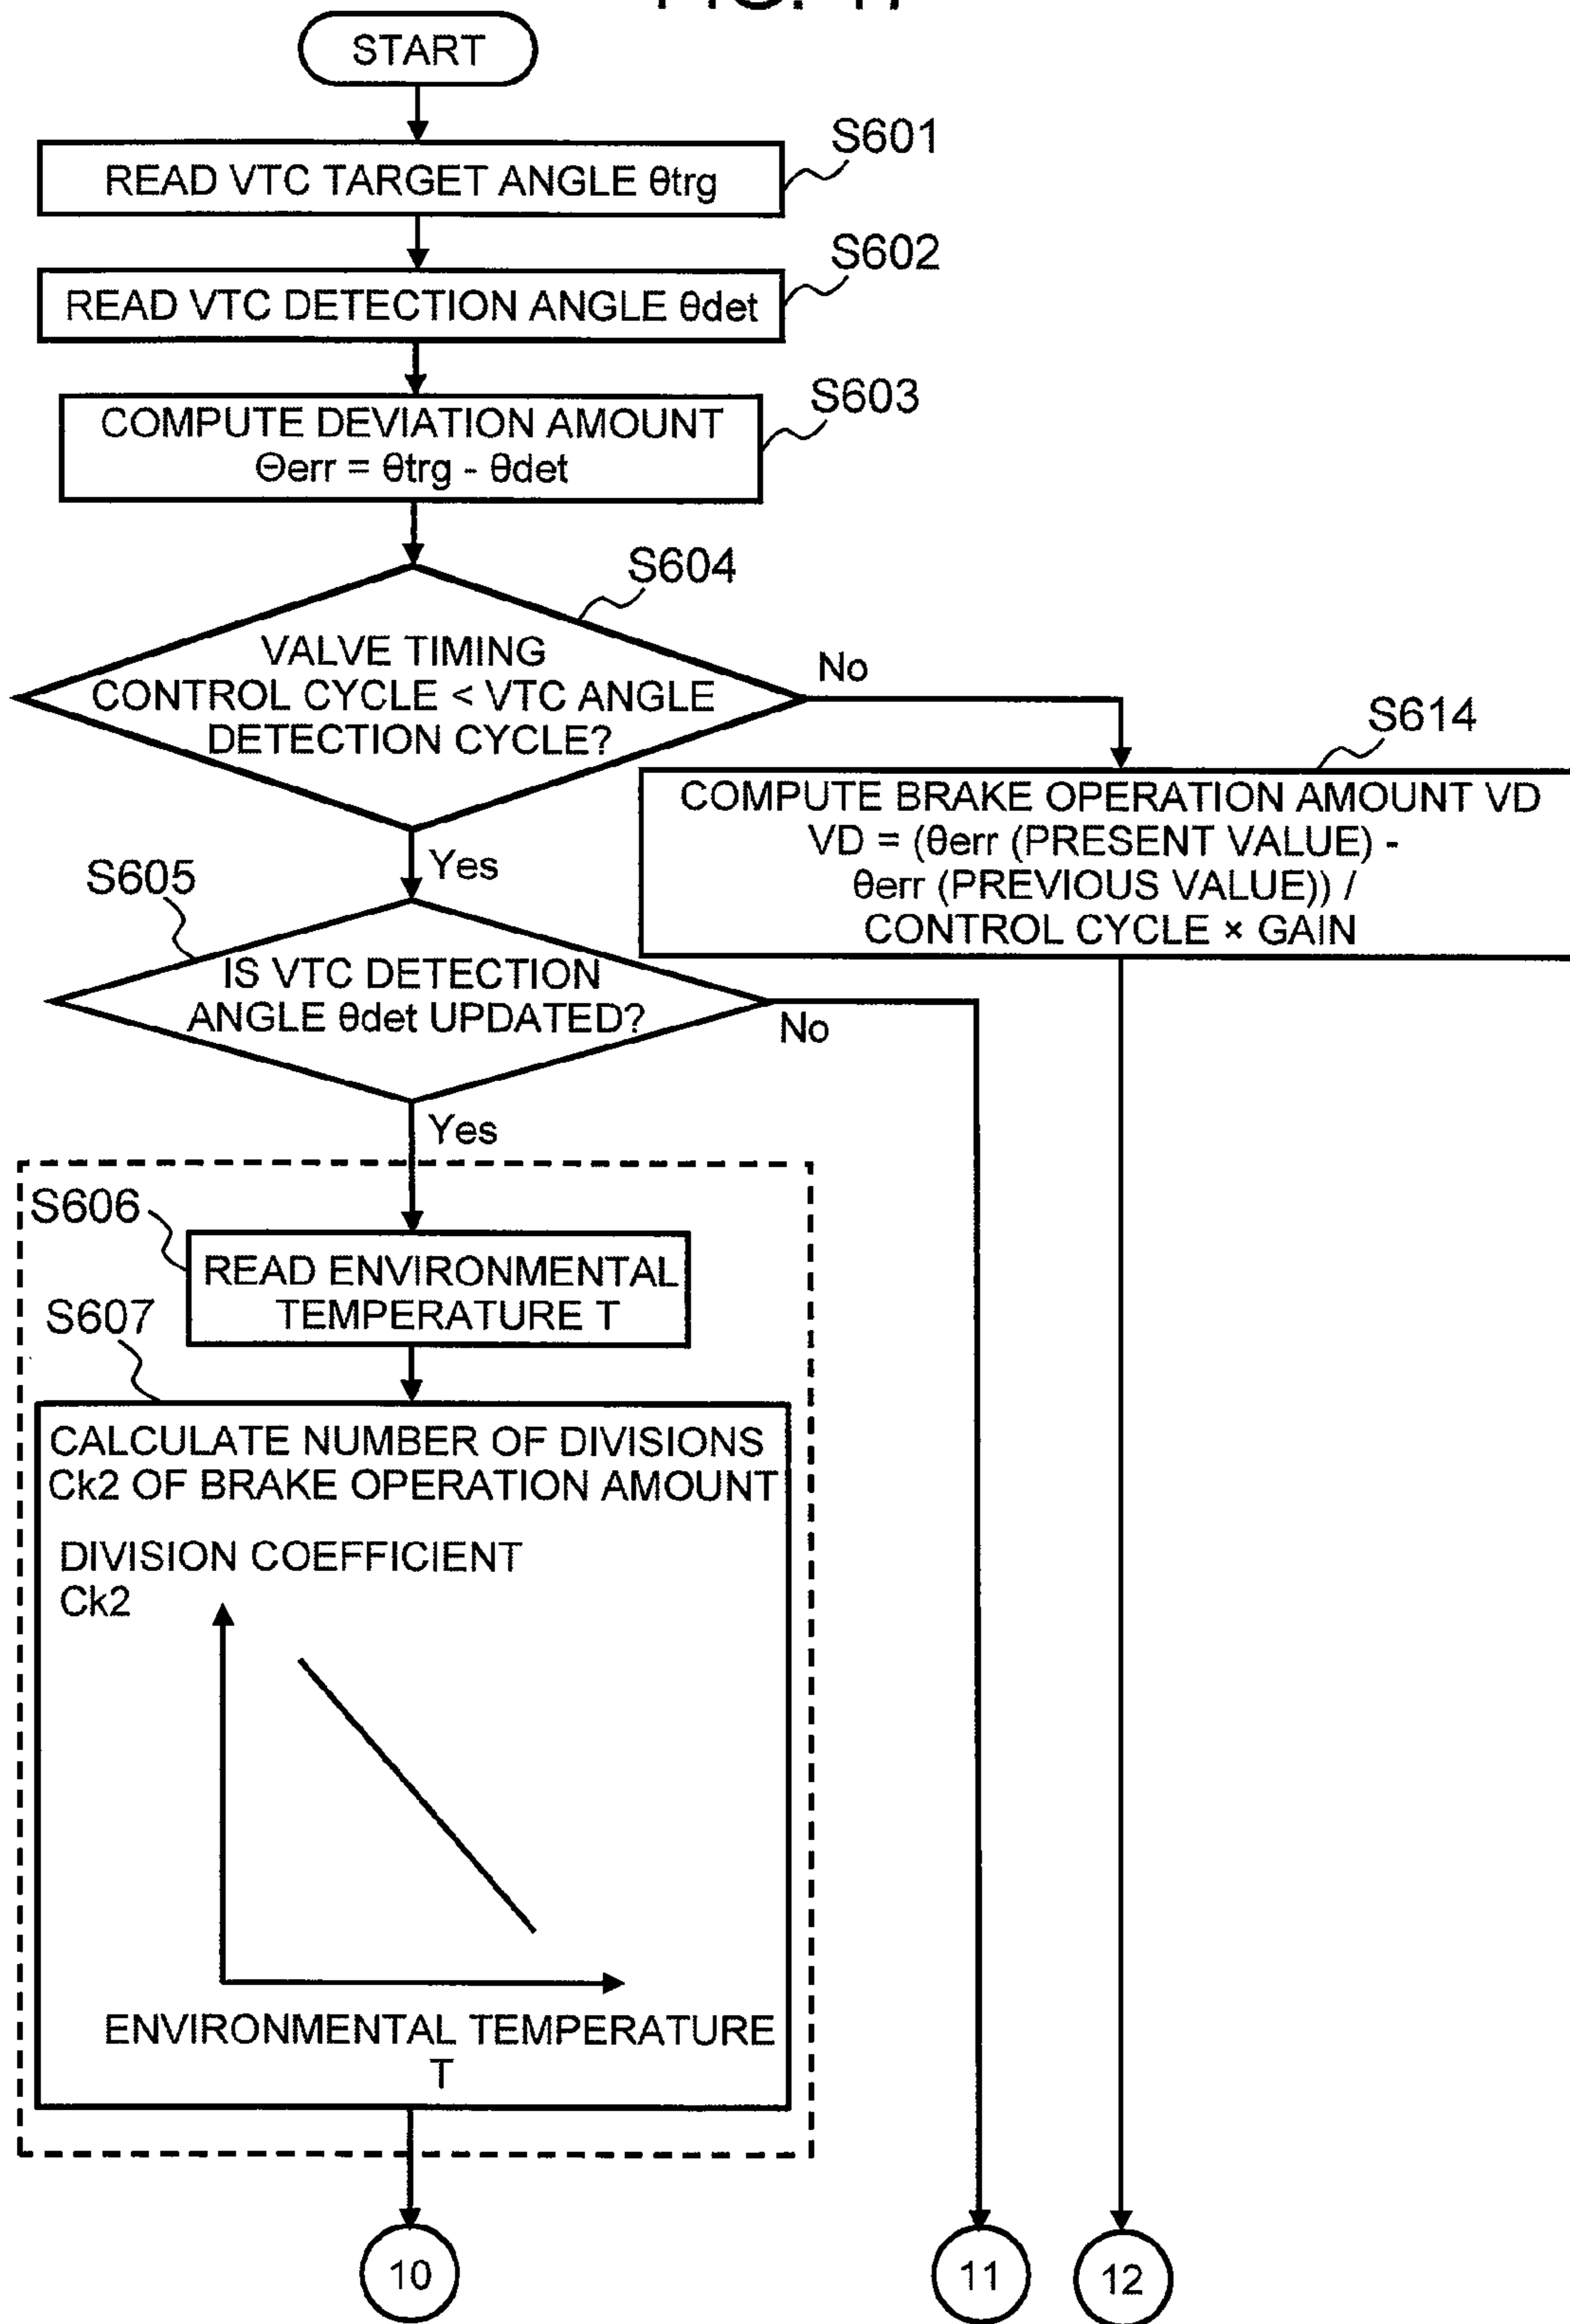 START
S601
READ VTC TARGET ANGLE θtrg
S602
READ VTC DETECTION ANGLE θdet
S603
COMPUTE DEVIATION AMOUNT
Θerr = θtrg - θdet
S604
VALVE TIMING
CONTROL CYCLE < VTC ANGLE
DETECTION CYCLE?
No
S614
COMPUTE BRAKE OPERATION AMOUNT VD
VD = (θerr (PRESENT VALUE) -
θerr (PREVIOUS VALUE)) /
CONTROL CYCLE × GAIN
Yes
S605
IS VTC DETECTION
ANGLE θdet UPDATED?
No
Yes
S606
READ ENVIRONMENTAL
TEMPERATURE T
S607
CALCULATE NUMBER OF DIVISIONS
Ck2 OF BRAKE OPERATION AMOUNT
DIVISION COEFFICIENT
Ck2
ENVIRONMENTAL TEMPERATURE
T
10
11
12